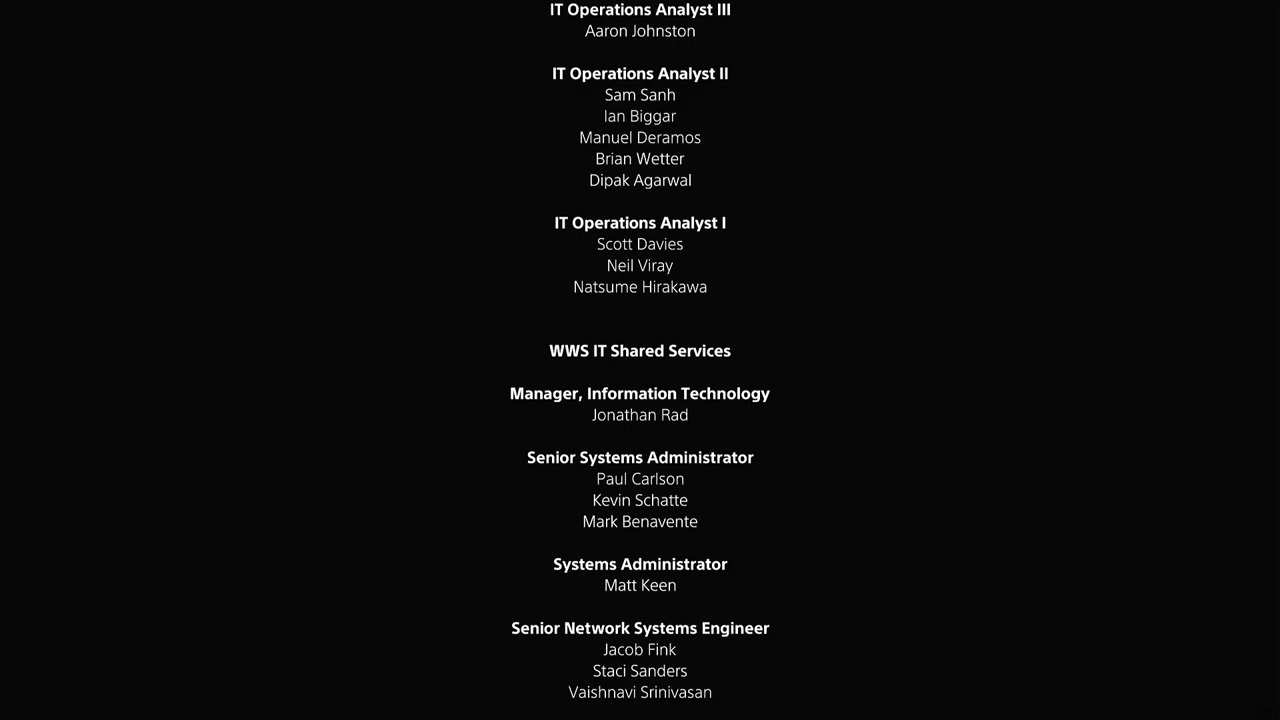 IT Operations Analyst III
Aaron Johnston
IT Operations Analyst II
Sam Sanh
Ian Biggar
Manuel Deramos
Brian Wetter
Dipak Agarwal
IT Operations Analyst I
Scott Davies
Neil Viray
Natsume Hirakawa
WWS IT Shared Services
Manager, Information Technology
Jonathan Rad
Senior Systems Administrator
Paul Carlson
Kevin Schatte
Mark Benavente
Systems Administrator
Matt Keen
Senior Network Systems Engineer
Jacob Fink
Staci Sanders
Vaishnavi Srinivasan